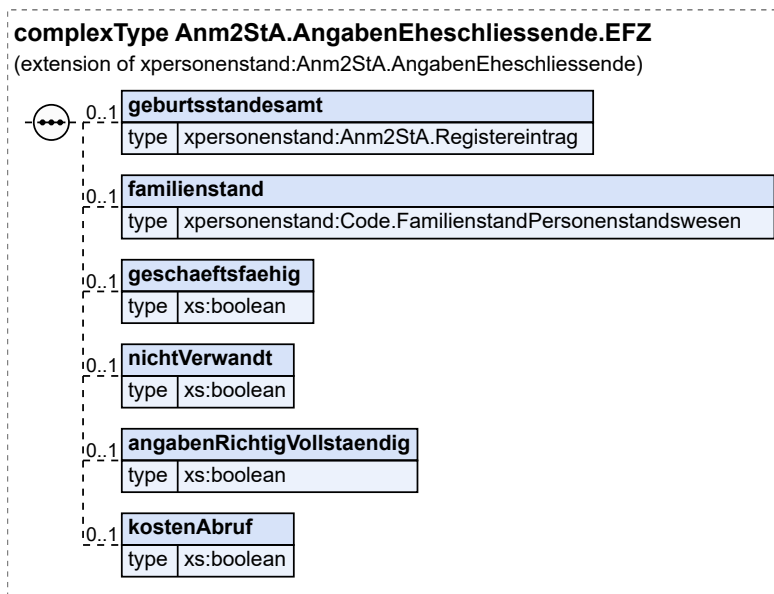 complexType Anm2StA.AngabenEheschliessende.EFZ
(extension of xpersonenstand:Anm2StA.AngabenEheschliessende)
0..1 geburtsstandesamt
type xpersonenstand:Anm2StA.Registereintrag
0..1 familienstand
type xpersonenstand:Code.FamilienstandPersonenstandswesen
0..1 geschaeftsfaehig
type xs:boolean
0..1 nichtVerwandt
type xs:boolean
0..1 angabenRichtigVollstaendig
type xs:boolean
0..1 kostenAbruf
type xs:boolean